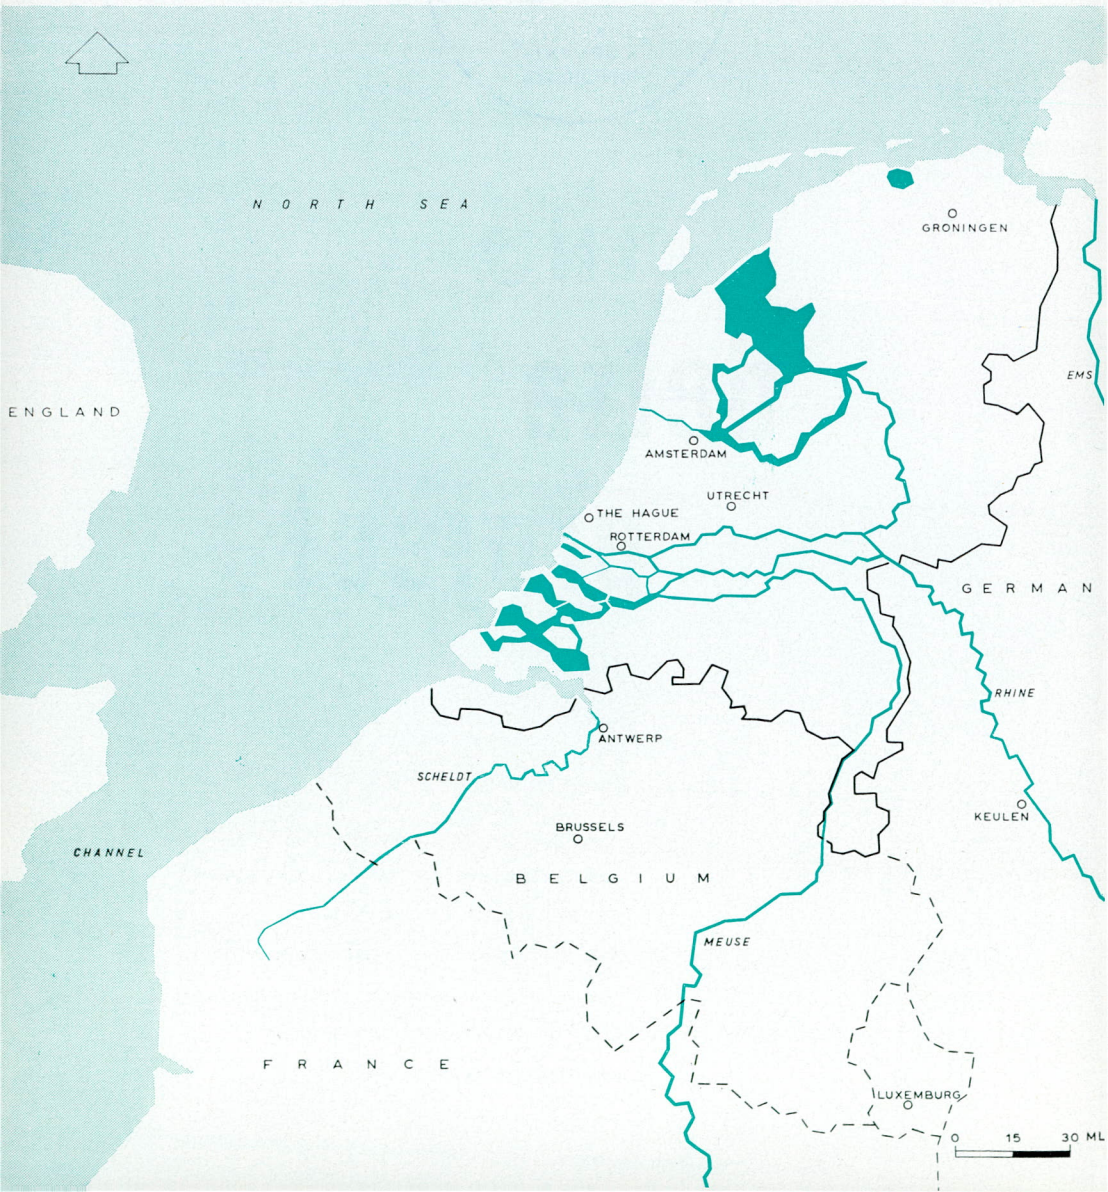 NORTH SEA
GRONINGEN
EMS
ENGLAND
AMSTERDAM
UTRECHT
THE HAGUE
ROTTERDAM
GERMAN
RHINE
ANTWERP
SCHELDT
KEULEN
BRUSSELS
CHANNEL
BELGIUM
MEUSE
FRANCE
LUXEMBURG
0 15 30 ML